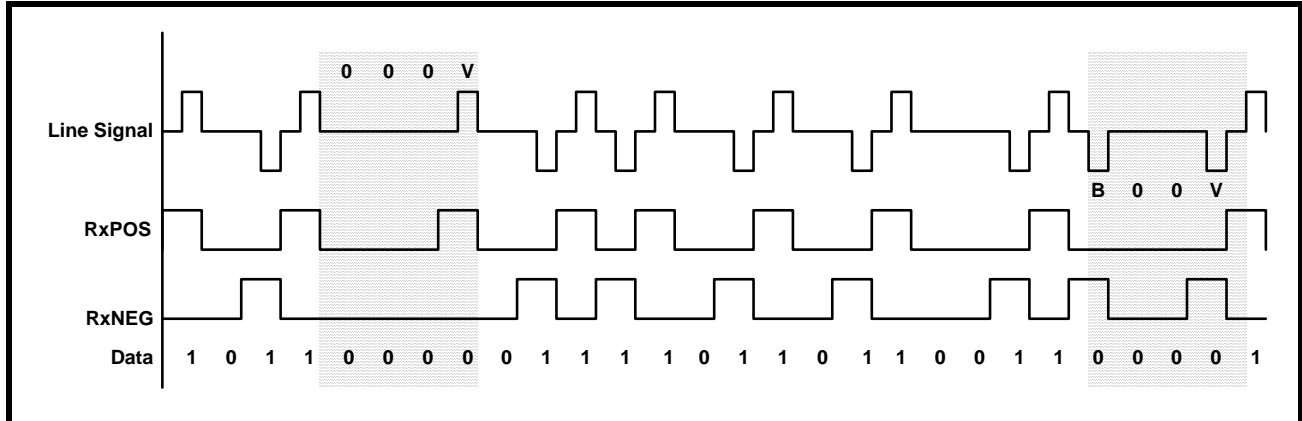 0 0 0 V
Line Signal
B 0 0 V
RxPOS
RxNEG
Data 1 0 1 1 0 0 0 0 0 1 1 1 1 0 1 1 0 1 1 0 0 1 1 0 0 0 0 1